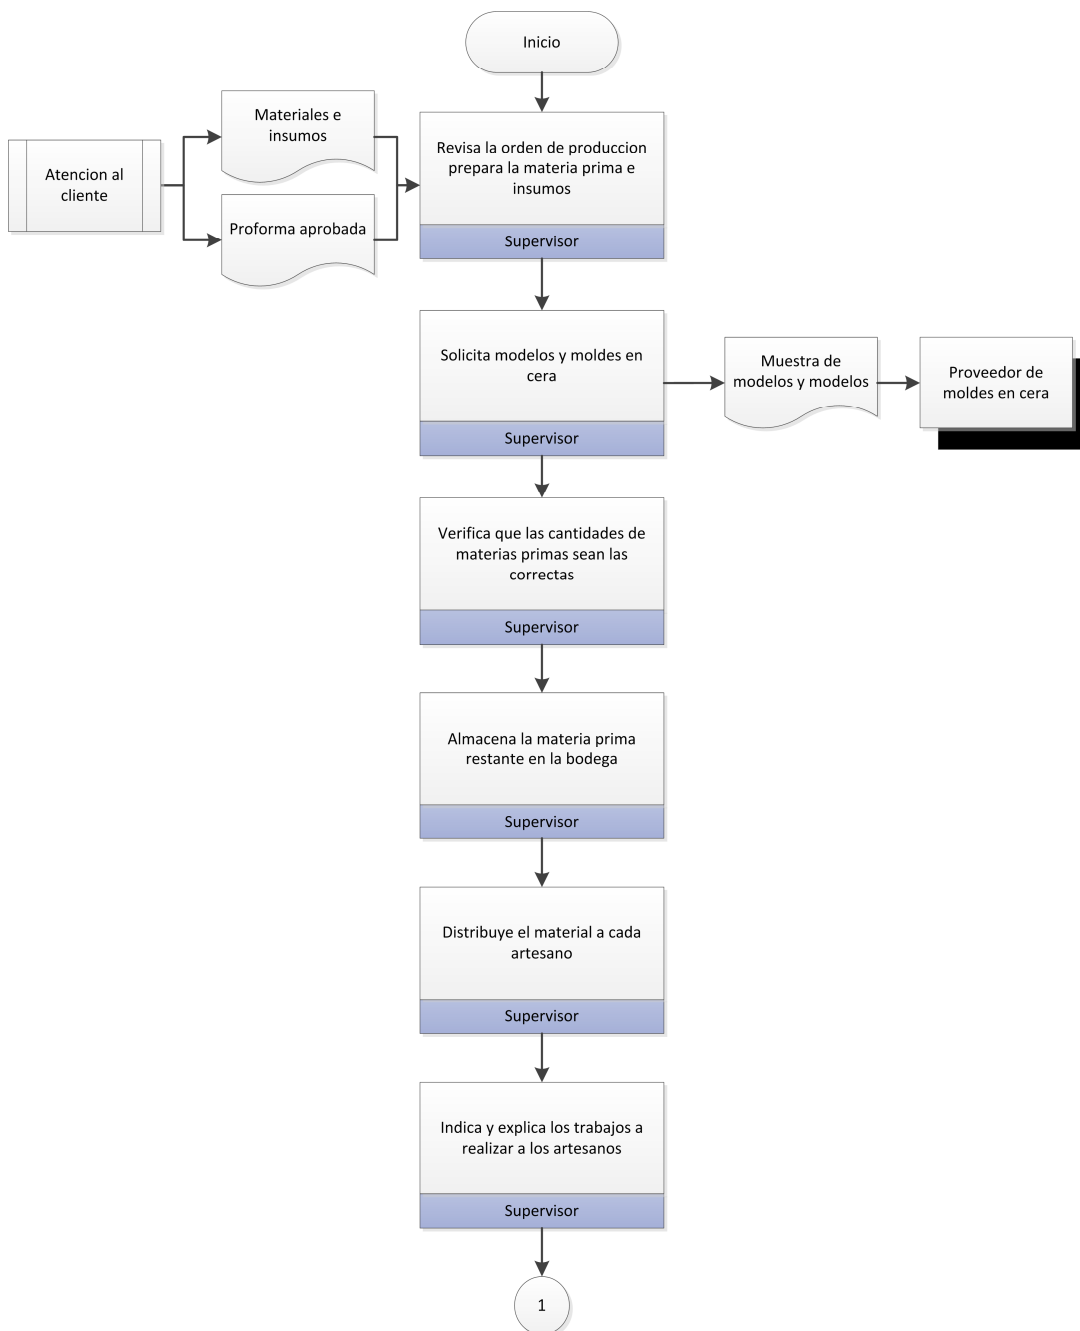 Inicio
Materiales e
insumos
Atencion al
cliente
Proforma aprobada
Revisa la orden de produccion
prepara la materia prima e
insumos
Supervisor
Solicita modelos y moldes en
cera
Supervisor
Muestra de
modelos y modelos
Proveedor de
moldes en cera
Verifica que las cantidades de
materias primas sean las
correctas
Supervisor
Almacena la materia prima
restante en la bodega
Supervisor
Distribuye el material a cada
artesano
Supervisor
Indica y explica los trabajos a
realizar a los artesanos
Supervisor
1